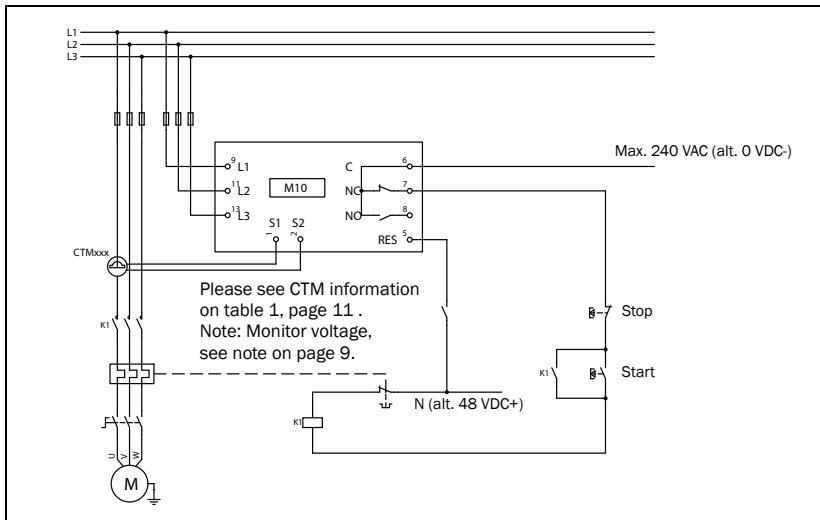 L1
L2
L3
9 L1
11 L2
13 L3
M10
S1 S2
1 2
C 6
NC 7
NO 8
RES 5
Max. 240 VAC (alt. 0 VDC-)
CTMxxx
Please see CTM information
on table 1, page 11 .
Note: Monitor voltage,
see note on page 9.
K1
Stop
K1
Start
N (alt. 48 VDC+)
K1
U V W
M